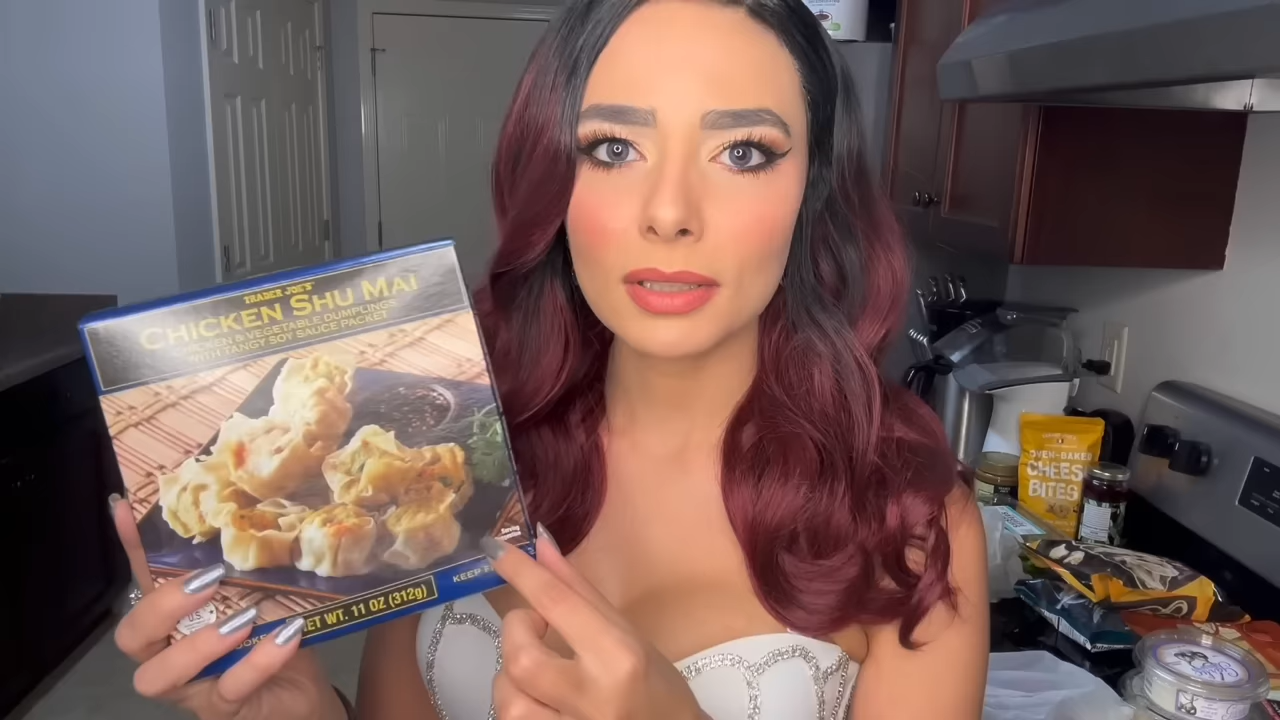 TRADER JOE'S
CHICKEN SHU MAI
CHICKEN & VEGETABLE DUMPLINGS
WITH TANGY SOY SAUCE PACKET
U.S.
NET WT. 11 OZ (312g)
KEEP
OVEN-BAKED
CHEESE
BITES